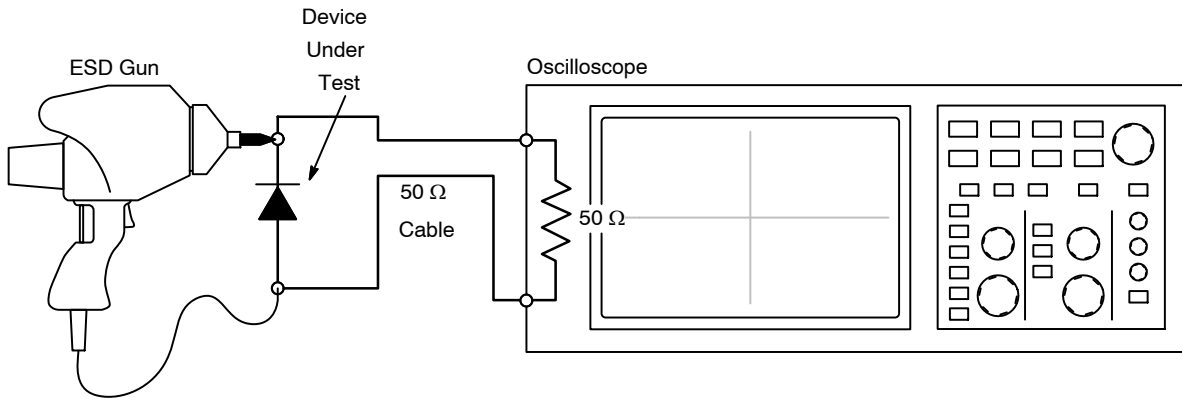 Device
Under
Test
ESD Gun
Oscilloscope
50 Ω
Cable
50 Ω